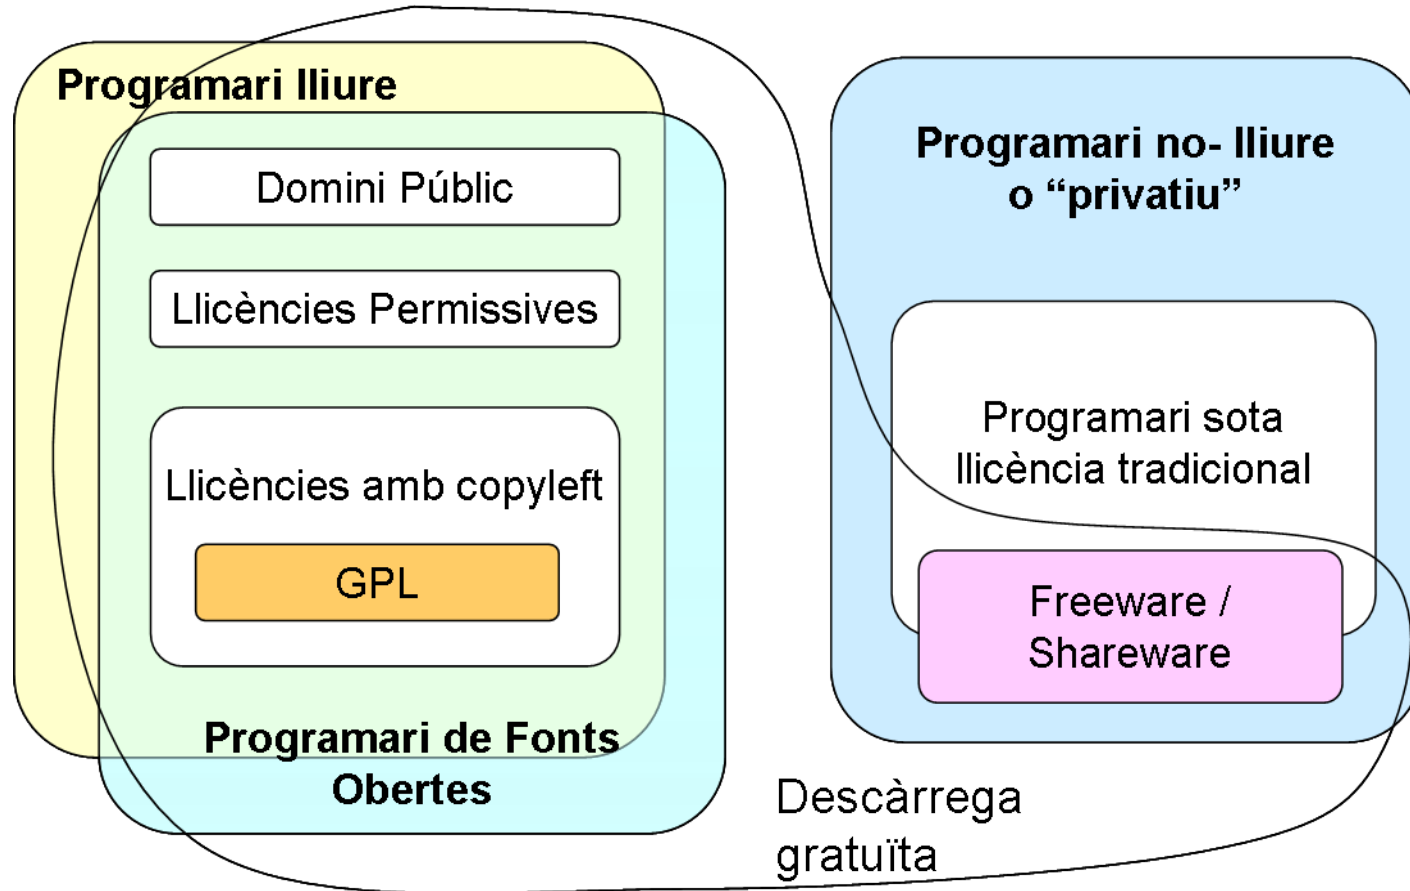 Programari lliure
Domini Públic
Llicències Permissives
Llicències amb copyleft
GPL
Programari de Fonts
Obertes
Programari no- lliure
o “privatiu”
Programari sota
llicència tradicional
Freeware /
Shareware
Descàrrega
gratuïta